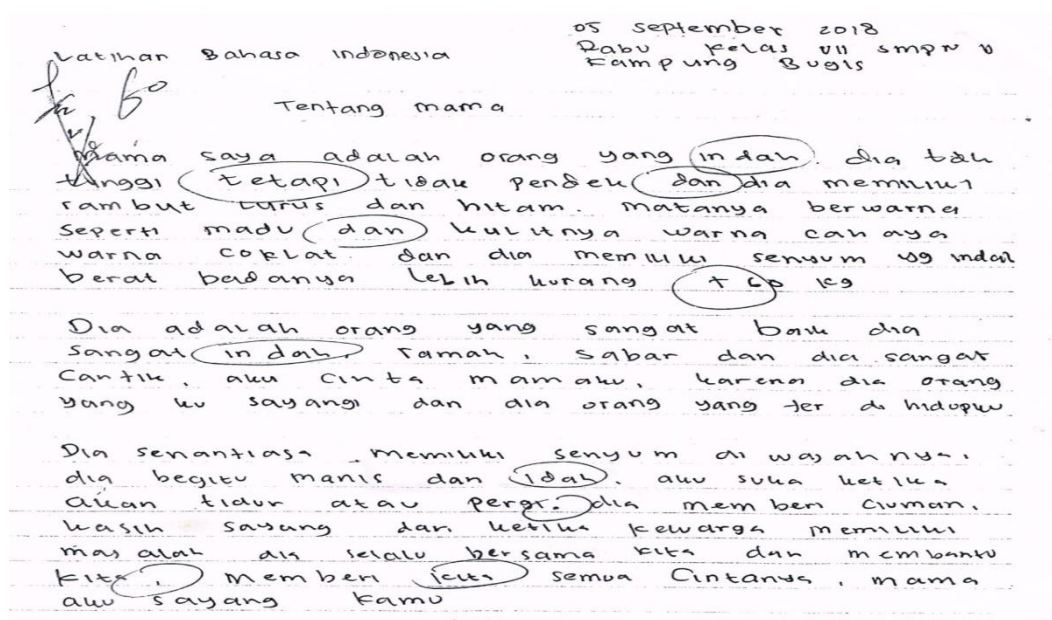 05 September 2018
Latihan Bahasa Indonesia
Rabu Kelas VII SMPN
Kampung Bugis
60
Tentang mama
Mama saya adalah orang yang indah. dia tdk
tinggi tetapi tidak pendek dan dia memiliki
rambut lurus dan hitam. matanya berwarna
seperti madu dan kulitnya warna cahaya
warna coklat dan dia memiliki senyum yg indah
berat badanya lebih kurang + 60 kg
Dia adalah orang yang sangat baik dia
sangat indah, ramah, sabar dan dia sangat
Cantik, aku cinta mamaku, karena dia orang
yang ku sayangi dan dia orang yang ter di hidupku
Dia senantiasa memiliki senyum di wajahnya.
dia begitu manis dan idah. aku suka ketika
akan tidur atau pergi. dia memberi ciuman.
kasih sayang dan ketika keluarga memiliki
masalah dia selalu bersama kita dan membantu
kita, memberi kita semua Cintanya, mama
aku sayang kamu